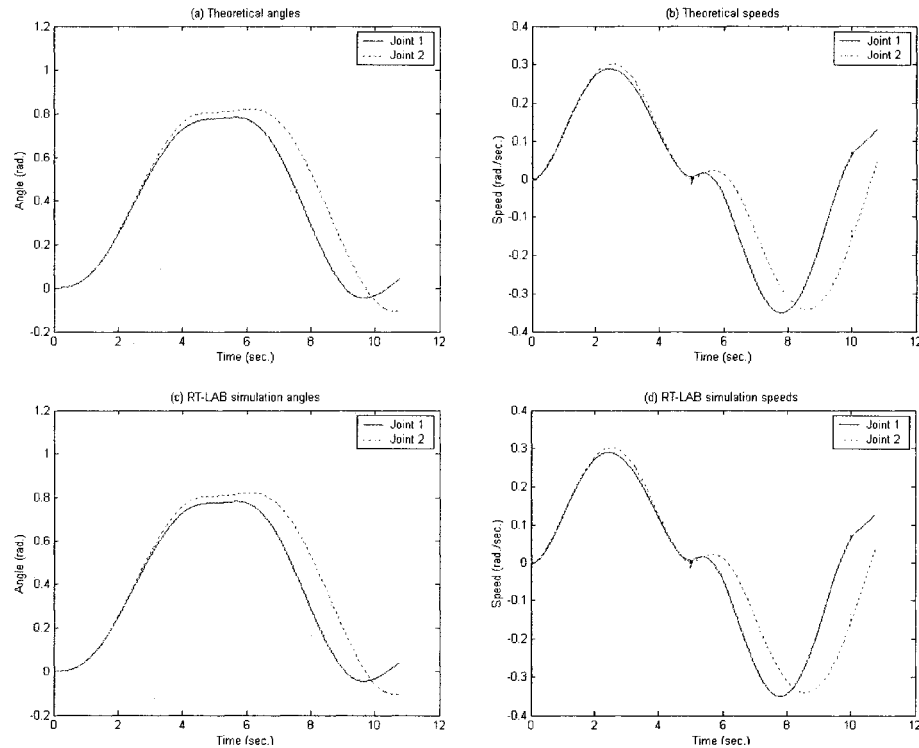 (a) Theoretical angles
1.2
1
0.8
0.6
0.4
0.2
0
-0.2
Angle (rad.)
Joint 1
Joint 2
0 2 4 6 8 10 12
Time (sec.)
(b) Theoretical speeds
0.4
0.3
0.2
0.1
0
-0.1
-0.2
-0.3
-0.4
Speed (rad./sec.)
Joint 1
Joint 2
0 2 4 6 8 10 12
Time (sec.)
(c) RT-LAB simulation angles
1.2
1
0.8
0.6
0.4
0.2
0
-0.2
Angle (rad.)
Joint 1
Joint 2
0 2 4 6 8 10 12
Time (sec.)
(d) RT-LAB simulation speeds
0.4
0.3
0.2
0.1
0
-0.1
-0.2
-0.3
-0.4
Speed (rad./sec.)
Joint 1
Joint 2
0 2 4 6 8 10 12
Time (sec.)